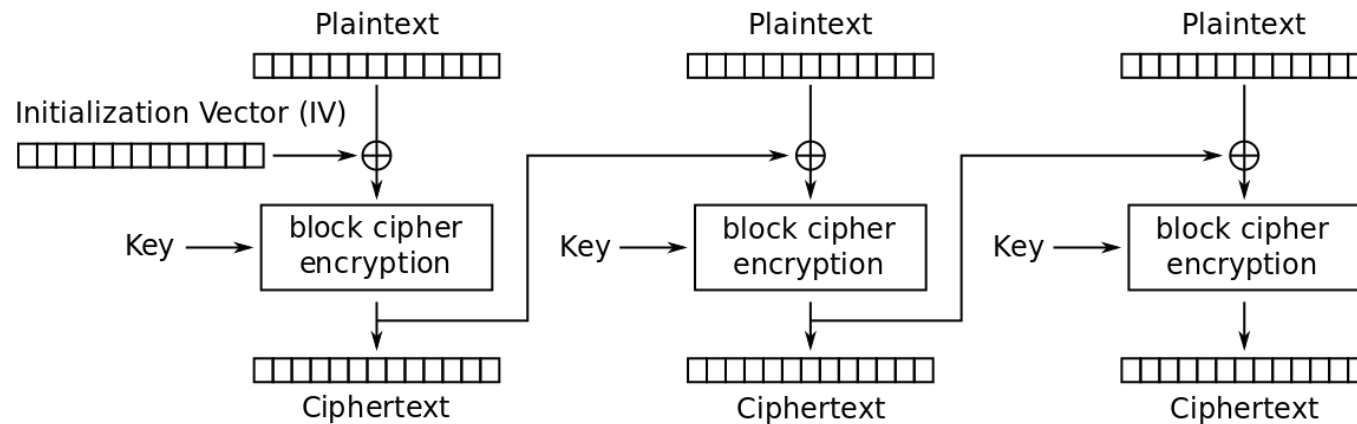 Plaintext
Plaintext
Plaintext
Initialization Vector (IV)
Key
block cipher
encryption
Key
block cipher
encryption
Key
block cipher
encryption
Ciphertext
Ciphertext
Ciphertext